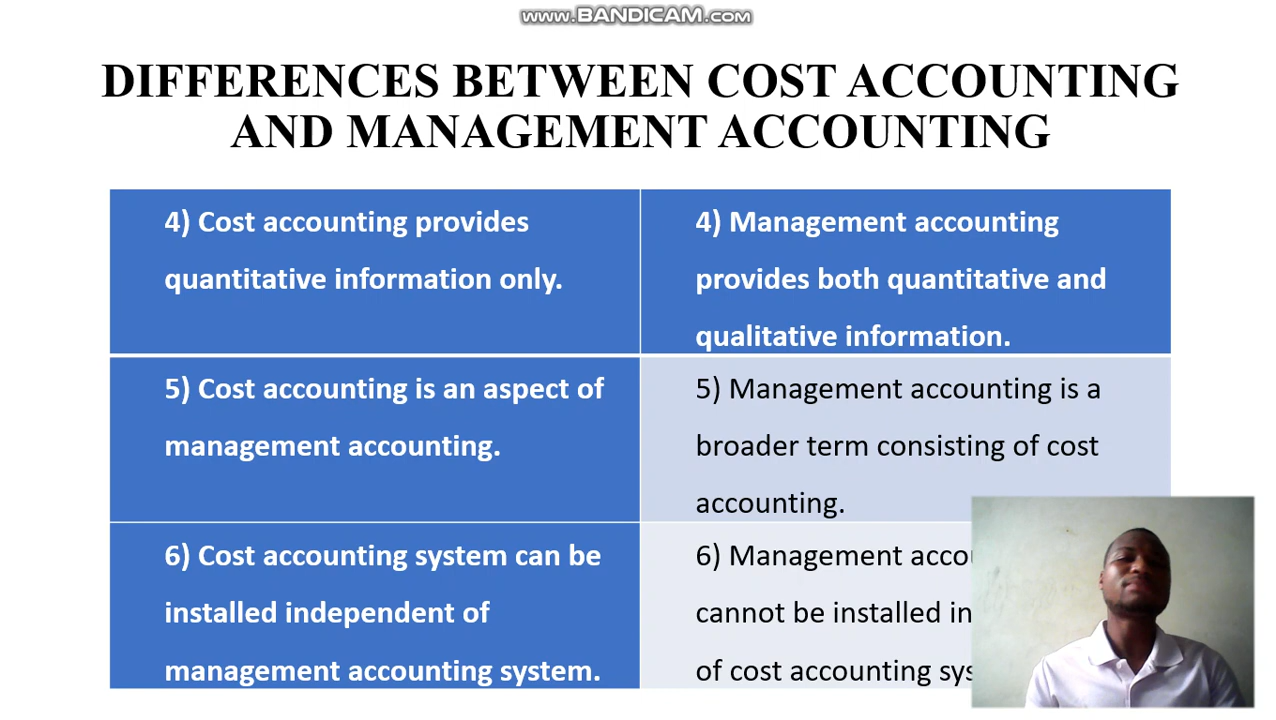 www.BANDICAM.com
DIFFERENCES BETWEEN COST ACCOUNTING
AND MANAGEMENT ACCOUNTING
4) Cost accounting provides
quantitative information only.
4) Management accounting
provides both quantitative and
qualitative information.
5) Cost accounting is an aspect of
management accounting.
5) Management accounting is a
broader term consisting of cost
accounting.
6) Cost accounting system can be
installed independent of
management accounting system.
6) Management
cannot be installed
of cost accounting